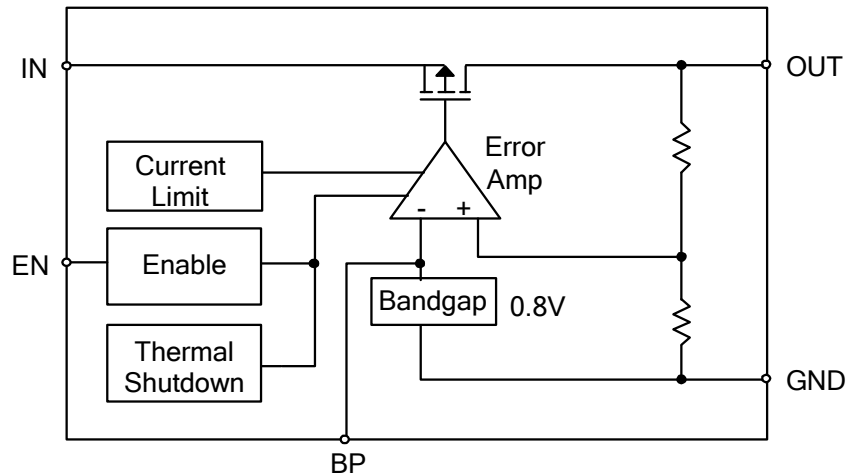 IN
OUT
Error
Amp
Current
Limit
- +
EN
Enable
Bandgap
0.8V
Thermal
Shutdown
GND
BP